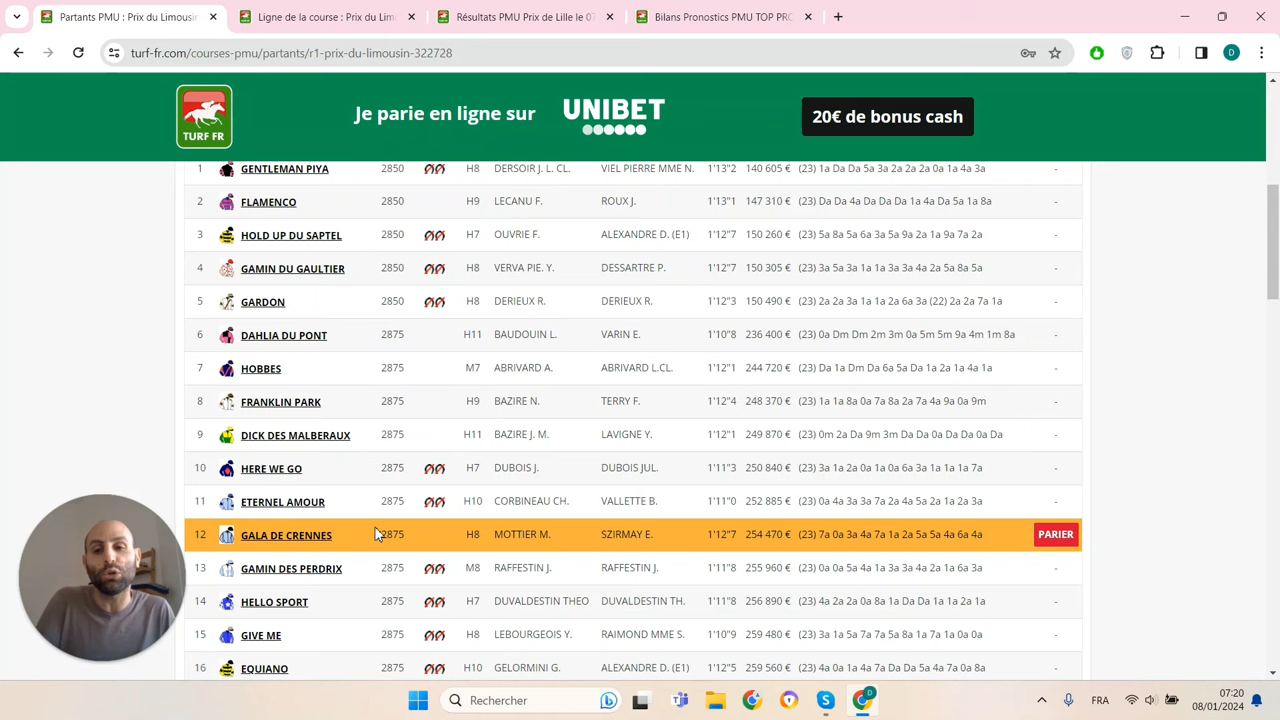 Partants PMU : Prix du Limousin
Ligne de la course : Prix du Lim
Résultats PMU Prix de Lille le 07
Bilans Pronostics PMU TOP PRO
turf-fr.com/courses-pmu/partants/r1-prix-du-limousin-322728
D
TURF FR
Je parie en ligne sur UNIBET
20€ de bonus cash
1 GENTLEMAN PIYA 2850 H8 DERSOIR J. L. CL. VIEL PIERRE MME N. 1'13"2 140 605 € (23) 1a Da Da 5a 3a 2a 2a 2a 0a 1a 4a 3a -
2 FLAMENCO 2850 H9 LECANU F. ROUX J. 1'13"1 147 310 € (23) Da Da 4a Da Da Da 1a 4a Da 5a 1a 8a -
3 HOLD UP DU SAPTEL 2850 H7 OUVRIE F. ALEXANDRE D. (E1) 1'12"7 150 260 € (23) 5a 8a 5a 6a 3a 5a 9a 2a 1a 9a 7a 2a -
4 GAMIN DU GAULTIER 2850 H8 VERVA PIE. Y. DESSARTRE P. 1'12"7 150 305 € (23) 3a 5a 3a 1a 1a 3a 3a 4a 2a 5a 8a 5a -
5 GARDON 2850 H8 DERIEUX R. DERIEUX R. 1'12"3 150 490 € (23) 2a 2a 3a 1a 1a 2a 6a 3a (22) 2a 2a 7a 1a -
6 DAHLIA DU PONT 2875 H11 BAUDOUIN L. VARIN E. 1'10"8 236 400 € (23) 0a Dm Dm 2m 3m 0a 5m 5m 9a 4m 1m 8a -
7 HOBBES 2875 M7 ABRIVARD A. ABRIVARD L.CL. 1'12"1 244 720 € (23) Da 1a Dm Da 6a 5a Da 1a 2a 1a 4a 1a -
8 FRANKLIN PARK 2875 H9 BAZIRE N. TERRY F. 1'12"4 248 370 € (23) 1a 1a 8a 0a 7a 8a 2a 7a 4a 9a 0a 9m -
9 DICK DES MALBERAUX 2875 H11 BAZIRE J. M. LAVIGNE Y. 1'12"1 249 870 € (23) 0m 2a Da 9m 3m Da Da 0a Da Da 0a Da -
10 HERE WE GO 2875 H7 DUBOIS J. DUBOIS JUL. 1'11"3 250 840 € (23) 3a 1a 2a 0a 1a 0a 6a 3a 1a 1a 1a 7a -
11 ETERNEL AMOUR 2875 H10 CORBINEAU CH. VALLETTE B. 1'11"0 252 885 € (23) 0a 4a 3a 3a 7a 2a 4a 5a 2a 1a 2a 3a -
12 GALA DE CRENNES 2875 H8 MOTTIER M. SZIRMAY E. 1'12"7 254 470 € (23) 7a 0a 3a 4a 7a 1a 2a 5a 5a 4a 6a 4a PARIER
13 GAMIN DES PERDRIX 2875 M8 RAFFESTIN J. RAFFESTIN J. 1'11"8 255 960 € (23) 0a 0a 5a 4a 1a 3a 3a 4a 2a 1a 6a 3a -
14 HELLO SPORT 2875 H7 DUVALDESTIN THEO DUVALDESTIN TH. 1'11"8 256 890 € (23) 4a 2a 2a 0a 8a 1a Da Da 1a 1a 2a 1a -
15 GIVE ME 2875 H8 LEBOURGEOIS Y. RAIMOND MME S. 1'10"9 259 480 € (23) 3a 1a 5a 7a 7a 5a 8a 1a 7a 1a 0a 0a -
16 EQUIANO 2875 H10 GELORMINI G. ALEXANDRE D. (E1) 1'12"5 259 560 € (23) 4a 0a 1a 5a 4a 7a Da 5a 4a 7a 0a 8a -
Rechercher
FRA
07:20
08/01/2024